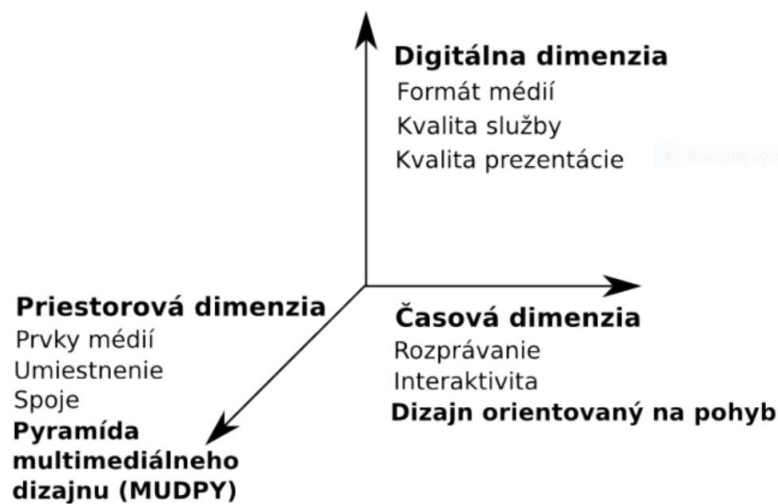 Digitálna dimenzia
Formát médií
Kvalita služby
Kvalita prezentácie
Priestorová dimenzia
Prvky médií
Umiestnenie
Spoje
Pyramída
multimediálneho
dizajnu (MUDPY)
Časová dimenzia
Rozprávanie
Interaktivita
Dizajn orientovaný na pohyb